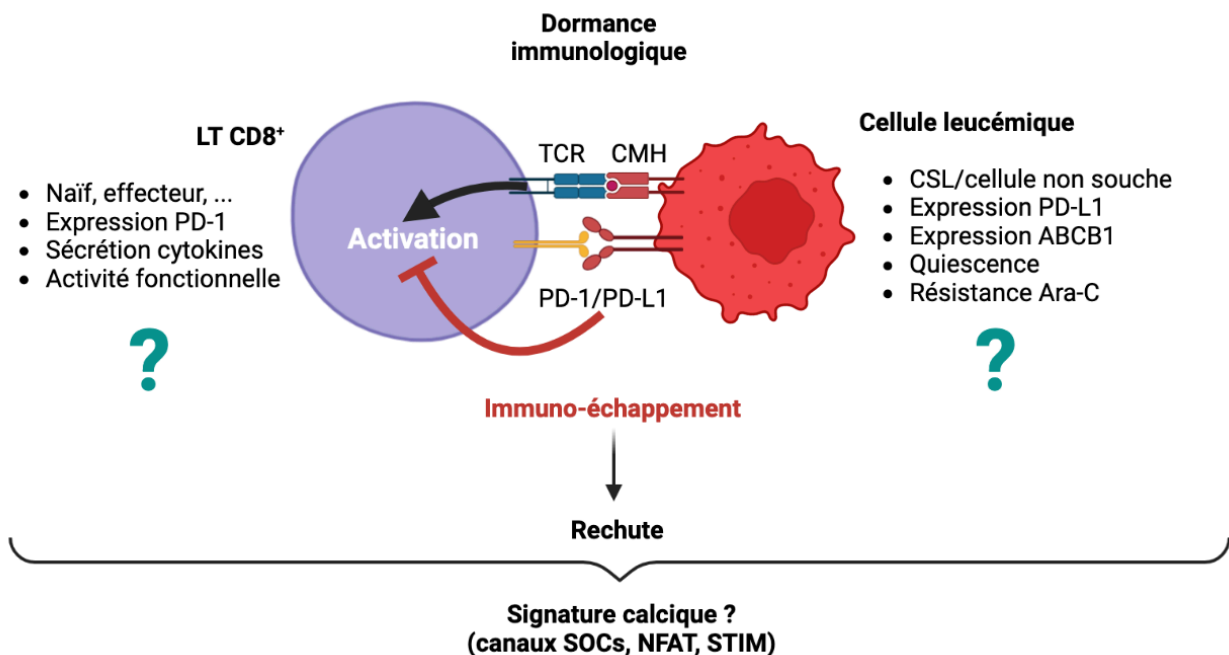 Dormance
immunologique
LT CD8⁺
• Naïf, effecteur, ...
• Expression PD-1
• Sécrétion cytokines
• Activité fonctionnelle
?
TCR
CMH
Activation
PD-1/PD-L1
Cellule leucémique
• CSL/cellule non souche
• Expression PD-L1
• Expression ABCB1
• Quiescence
• Résistance Ara-C
?
Immuno-échappement
Rechute
Signature calcique ?
(canaux SOCs, NFAT, STIM)